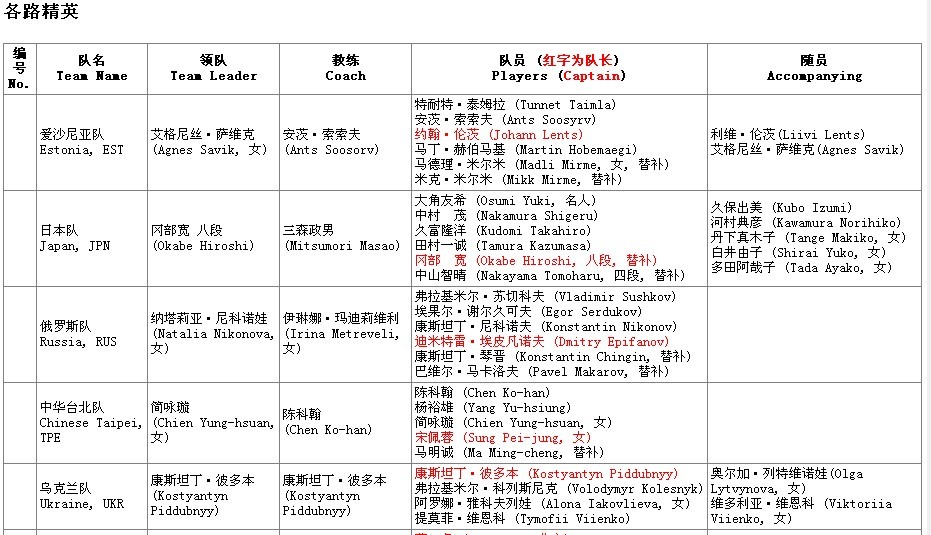 各路精英
编号No.
队名
Team Name
领队
Team Leader
教练
Coach
队员 (红字为队长)
Players (Captain)
随员
Accompanying
爱沙尼亚队
Estonia, EST
艾格尼丝·萨维克
(Agnes Savik, 女)
安茨·索索夫
(Ants Soosorv)
特耐特·泰姆拉 (Tunnet Taimla)
安茨·索索夫 (Ants Soosyrv)
约翰·伦茨 (Johann Lents)
马丁·赫伯马基 (Martin Hobemaegi)
马德理·米尔米 (Madli Mirme, 女, 替补)
米克·米尔米 (Mikk Mirme, 替补)
利维·伦茨(Liivi Lents)
艾格尼丝·萨维克(Agnes Savik)
日本队
Japan, JPN
冈部宽 八段
(Okabe Hiroshi)
三森政男
(Mitsumori Masao)
大角友希 (Osumi Yuki, 名人)
中村　茂 (Nakamura Shigeru)
久富隆洋 (Kudomi Takahiro)
田村一诚 (Tamura Kazumasa)
冈部　宽 (Okabe Hiroshi, 八段, 替补)
中山智晴 (Nakayama Tomoharu, 四段, 替补)
久保出美 (Kubo Izumi)
河村典彦 (Kawamura Norihiko)
丹下真木子 (Tange Makiko, 女)
白井由子 (Shirai Yuko, 女)
多田阿哉子 (Tada Ayako, 女)
俄罗斯队
Russia, RUS
纳塔莉亚·尼科诺娃
(Natalia Nikonova,
女)
伊琳娜·玛迪莉维利
(Irina Metreveli,
女)
弗拉基米尔·苏切科夫 (Vladimir Sushkov)
埃果尔·谢尔久可夫 (Egor Serdukov)
康斯坦丁·尼科诺夫 (Konstantin Nikonov)
迪米特雷·埃皮凡诺夫 (Dmitry Epifanov)
康斯坦丁·琴晋 (Konstantin Chingin, 替补)
巴维尔·马卡洛夫 (Pavel Makarov, 替补)
中华台北队
Chinese Taipei,
TPE
简咏璇
(Chien Yung-hsuan,
女)
陈科翰
(Chen Ko-han)
陈科翰 (Chen Ko-han)
杨裕雄 (Yang Yu-hsiung)
简咏璇 (Chien Yung-hsuan, 女)
宋佩蓉 (Sung Pei-jung, 女)
马明诚 (Ma Ming-cheng, 替补)
乌克兰队
Ukraine, UKR
康斯坦丁·彼多本
(Kostyantyn
Piddubnyy)
康斯坦丁·彼多本
(Kostyantyn
Piddubnyy)
康斯坦丁·彼多本 (Kostyantyn Piddubnyy)
弗拉基米尔·科列斯尼克 (Volodymyr Kolesnyk)
阿罗娜·雅科夫列娃 (Alona Iakovlieva, 女)
提莫菲·维恩科 (Tymofii Viienko)
奥尔加·列特维诺娃(Olga
Lytvynova, 女)
维多利亚·维恩科 (Viktoriia
Viienko, 女)